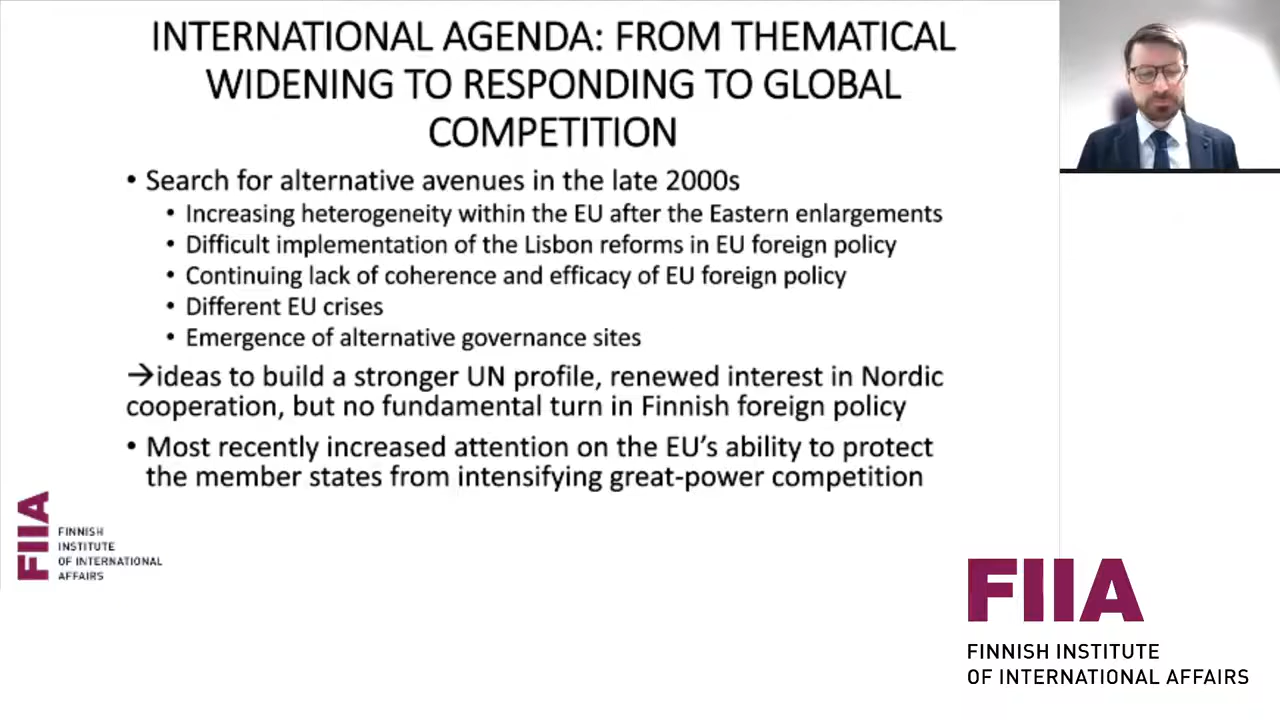 INTERNATIONAL AGENDA: FROM THEMATICAL
WIDENING TO RESPONDING TO GLOBAL
COMPETITION
• Search for alternative avenues in the late 2000s
• Increasing heterogeneity within the EU after the Eastern enlargements
• Difficult implementation of the Lisbon reforms in EU foreign policy
• Continuing lack of coherence and efficacy of EU foreign policy
• Different EU crises
• Emergence of alternative governance sites
→ideas to build a stronger UN profile, renewed interest in Nordic
cooperation, but no fundamental turn in Finnish foreign policy
• Most recently increased attention on the EU's ability to protect
the member states from intensifying great-power competition
FIIA
FINNISH
INSTITUTE
OF INTERNATIONAL
AFFAIRS
FIIA
FINNISH INSTITUTE
OF INTERNATIONAL AFFAIRS